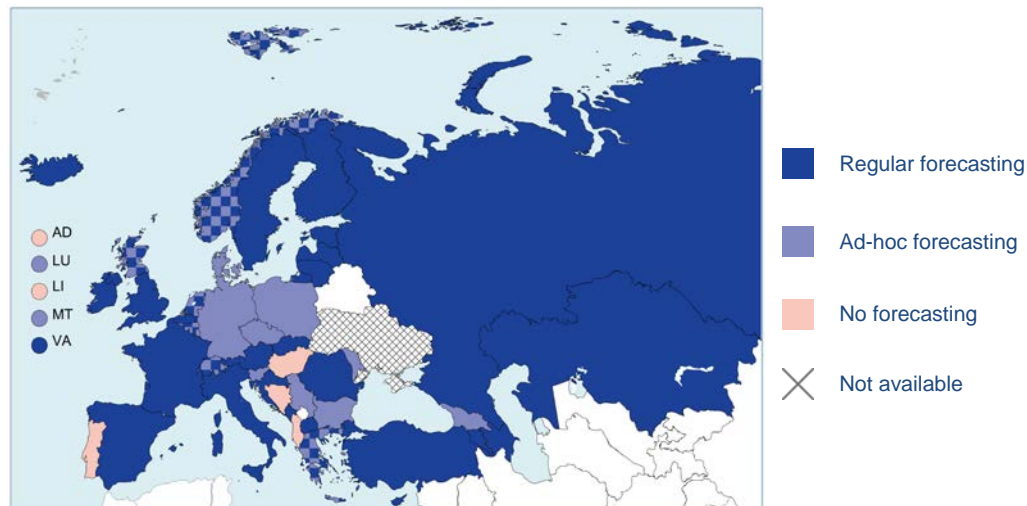 AD
LU
LI
MT
VA
Regular forecasting
Ad-hoc forecasting
No forecasting
Not available